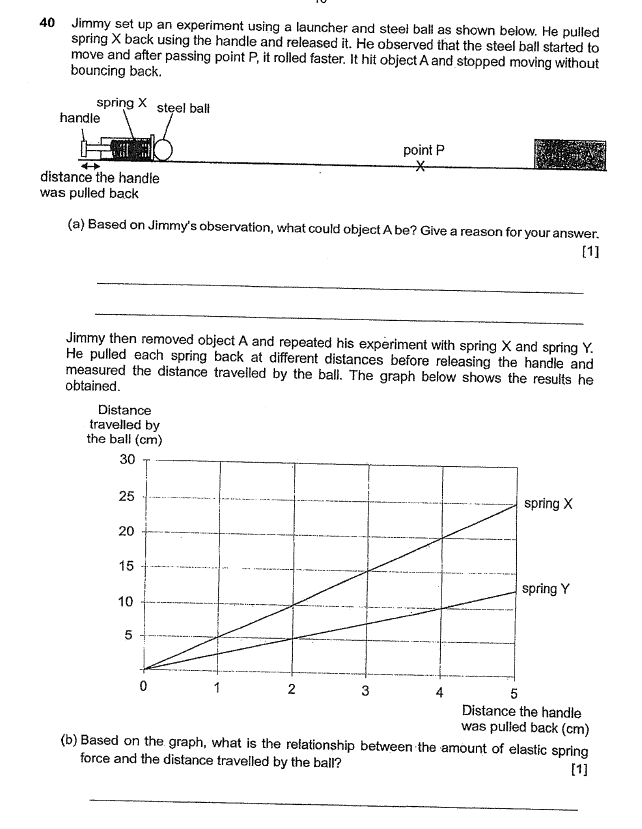 40 Jimmy set up an experiment using a launcher and steel ball as shown below. He pulled
spring X back using the handle and released it. He observed that the steel ball started to
move and after passing point P, it rolled faster. It hit object A and stopped moving without
bouncing back.
spring X steel ball
handle
point P
X
distance the handle
was pulled back
(a) Based on Jimmy's observation, what could object A be? Give a reason for your answer.
[1]
Jimmy then removed object A and repeated his experiment with spring X and spring Y.
He pulled each spring back at different distances before releasing the handle and
measured the distance travelled by the ball. The graph below shows the results he
obtained.
Distance
travelled by
the ball (cm)
30
25
spring X
20
15
spring Y
10
5
0 1 2 3 4 5
Distance the handle
was pulled back (cm)
(b) Based on the graph, what is the relationship between the amount of elastic spring
force and the distance travelled by the ball?
[1]